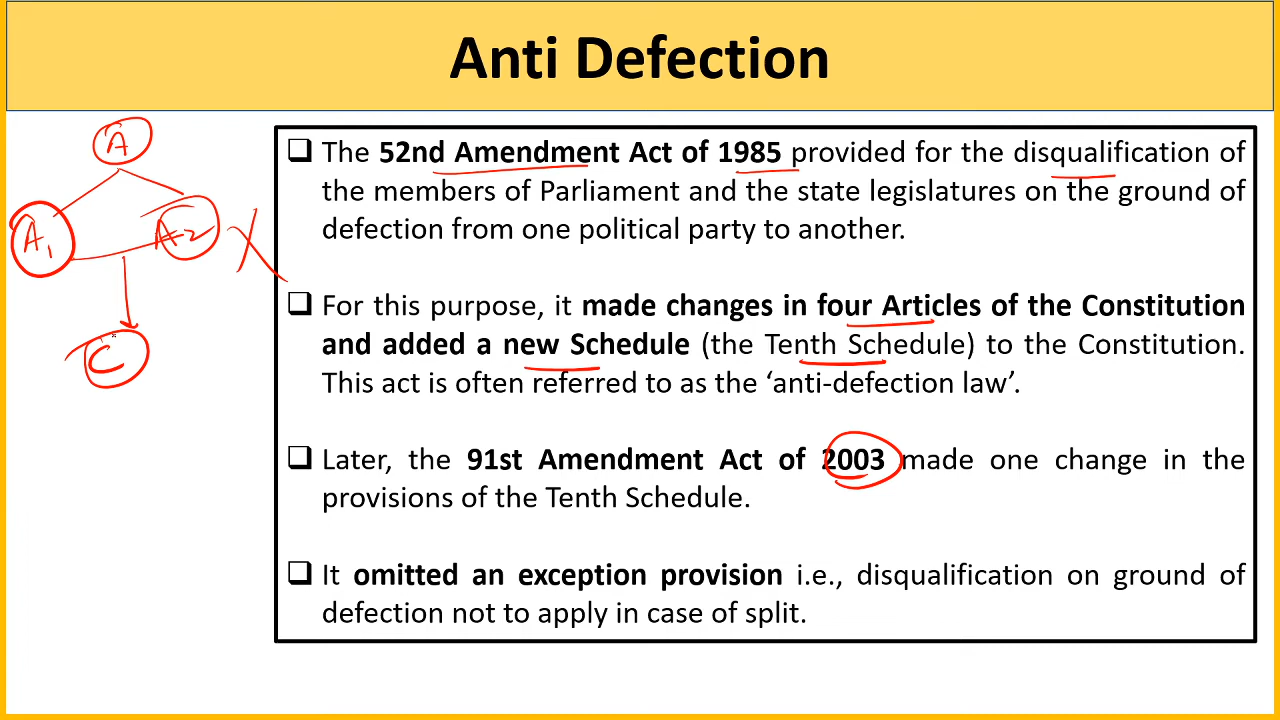 Anti Defection
A
A1
A2
X
C
❑ The 52nd Amendment Act of 1985 provided for the disqualification of
the members of Parliament and the state legislatures on the ground of
defection from one political party to another.
❑ For this purpose, it made changes in four Articles of the Constitution
and added a new Schedule (the Tenth Schedule) to the Constitution.
This act is often referred to as the ‘anti-defection law’.
❑ Later, the 91st Amendment Act of 2003 made one change in the
provisions of the Tenth Schedule.
❑ It omitted an exception provision i.e., disqualification on ground of
defection not to apply in case of split.